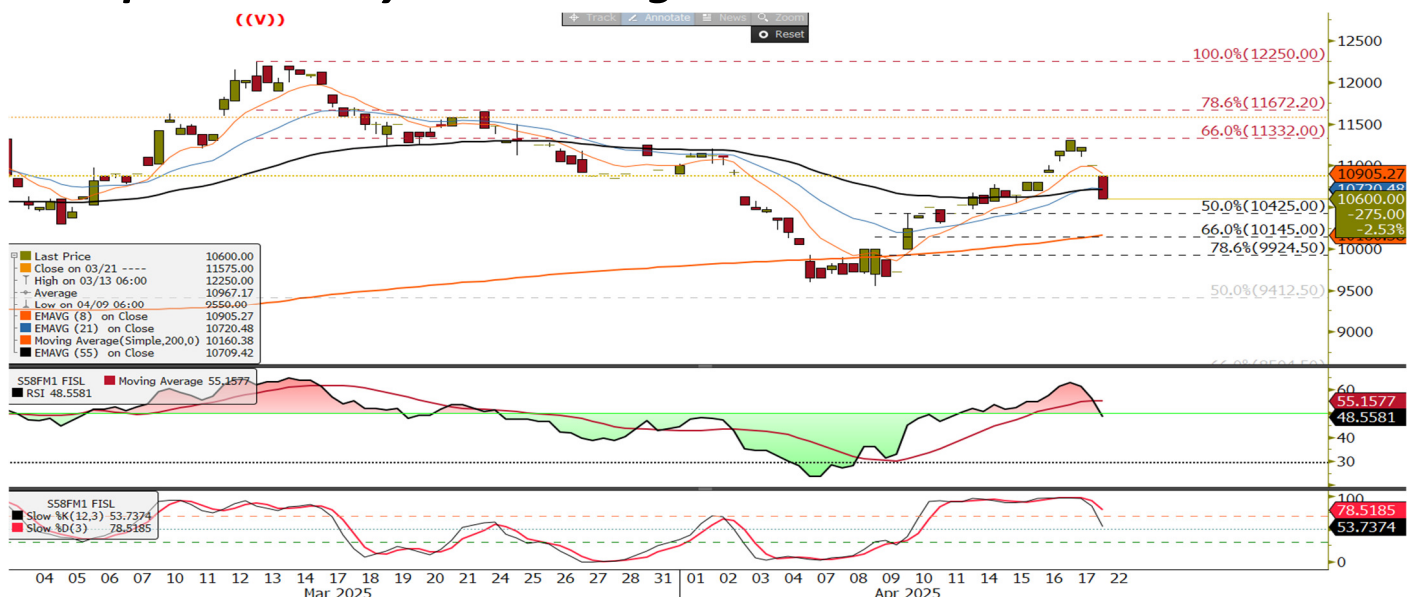 ((V))
Track Annotate News Zoom
Reset
12500
100.0%(12250.00)
12000
78.6%(11672.20)
11500
66.0%(11332.00)
11000
10905.27
10720.48
10600.00
-275.00
-2.53%
50.0%(10425.00)
66.0%(10145.00)
10000
78.6%(9924.50)
9500
50.0%(9412.50)
9000
Last Price 10600.00
Close on 03/21 ---- 11575.00
High on 03/13 06:00 12250.00
Average 10967.17
Low on 04/09 06:00 9550.00
EMAVG (8) on Close 10905.27
EMAVG (21) on Close 10720.48
Moving Average(Simple,200,0) 10160.38
EMAVG (55) on Close 10709.42
S58FM1 FISL Moving Average 55.1577
RSI 48.5581
60
55.1577
48.5581
40
30
S58FM1 FISL
Slow %K(12,3) 53.7374
Slow %D(3) 78.5185
100
78.5185
53.7374
0
04 05 06 07 10 11 12 13 14 17 18 19 20 21 24 25 26 27 28 31 01 02 03 04 07 08 09 10 11 14 15 16 17 22
Mar 2025 Apr 2025